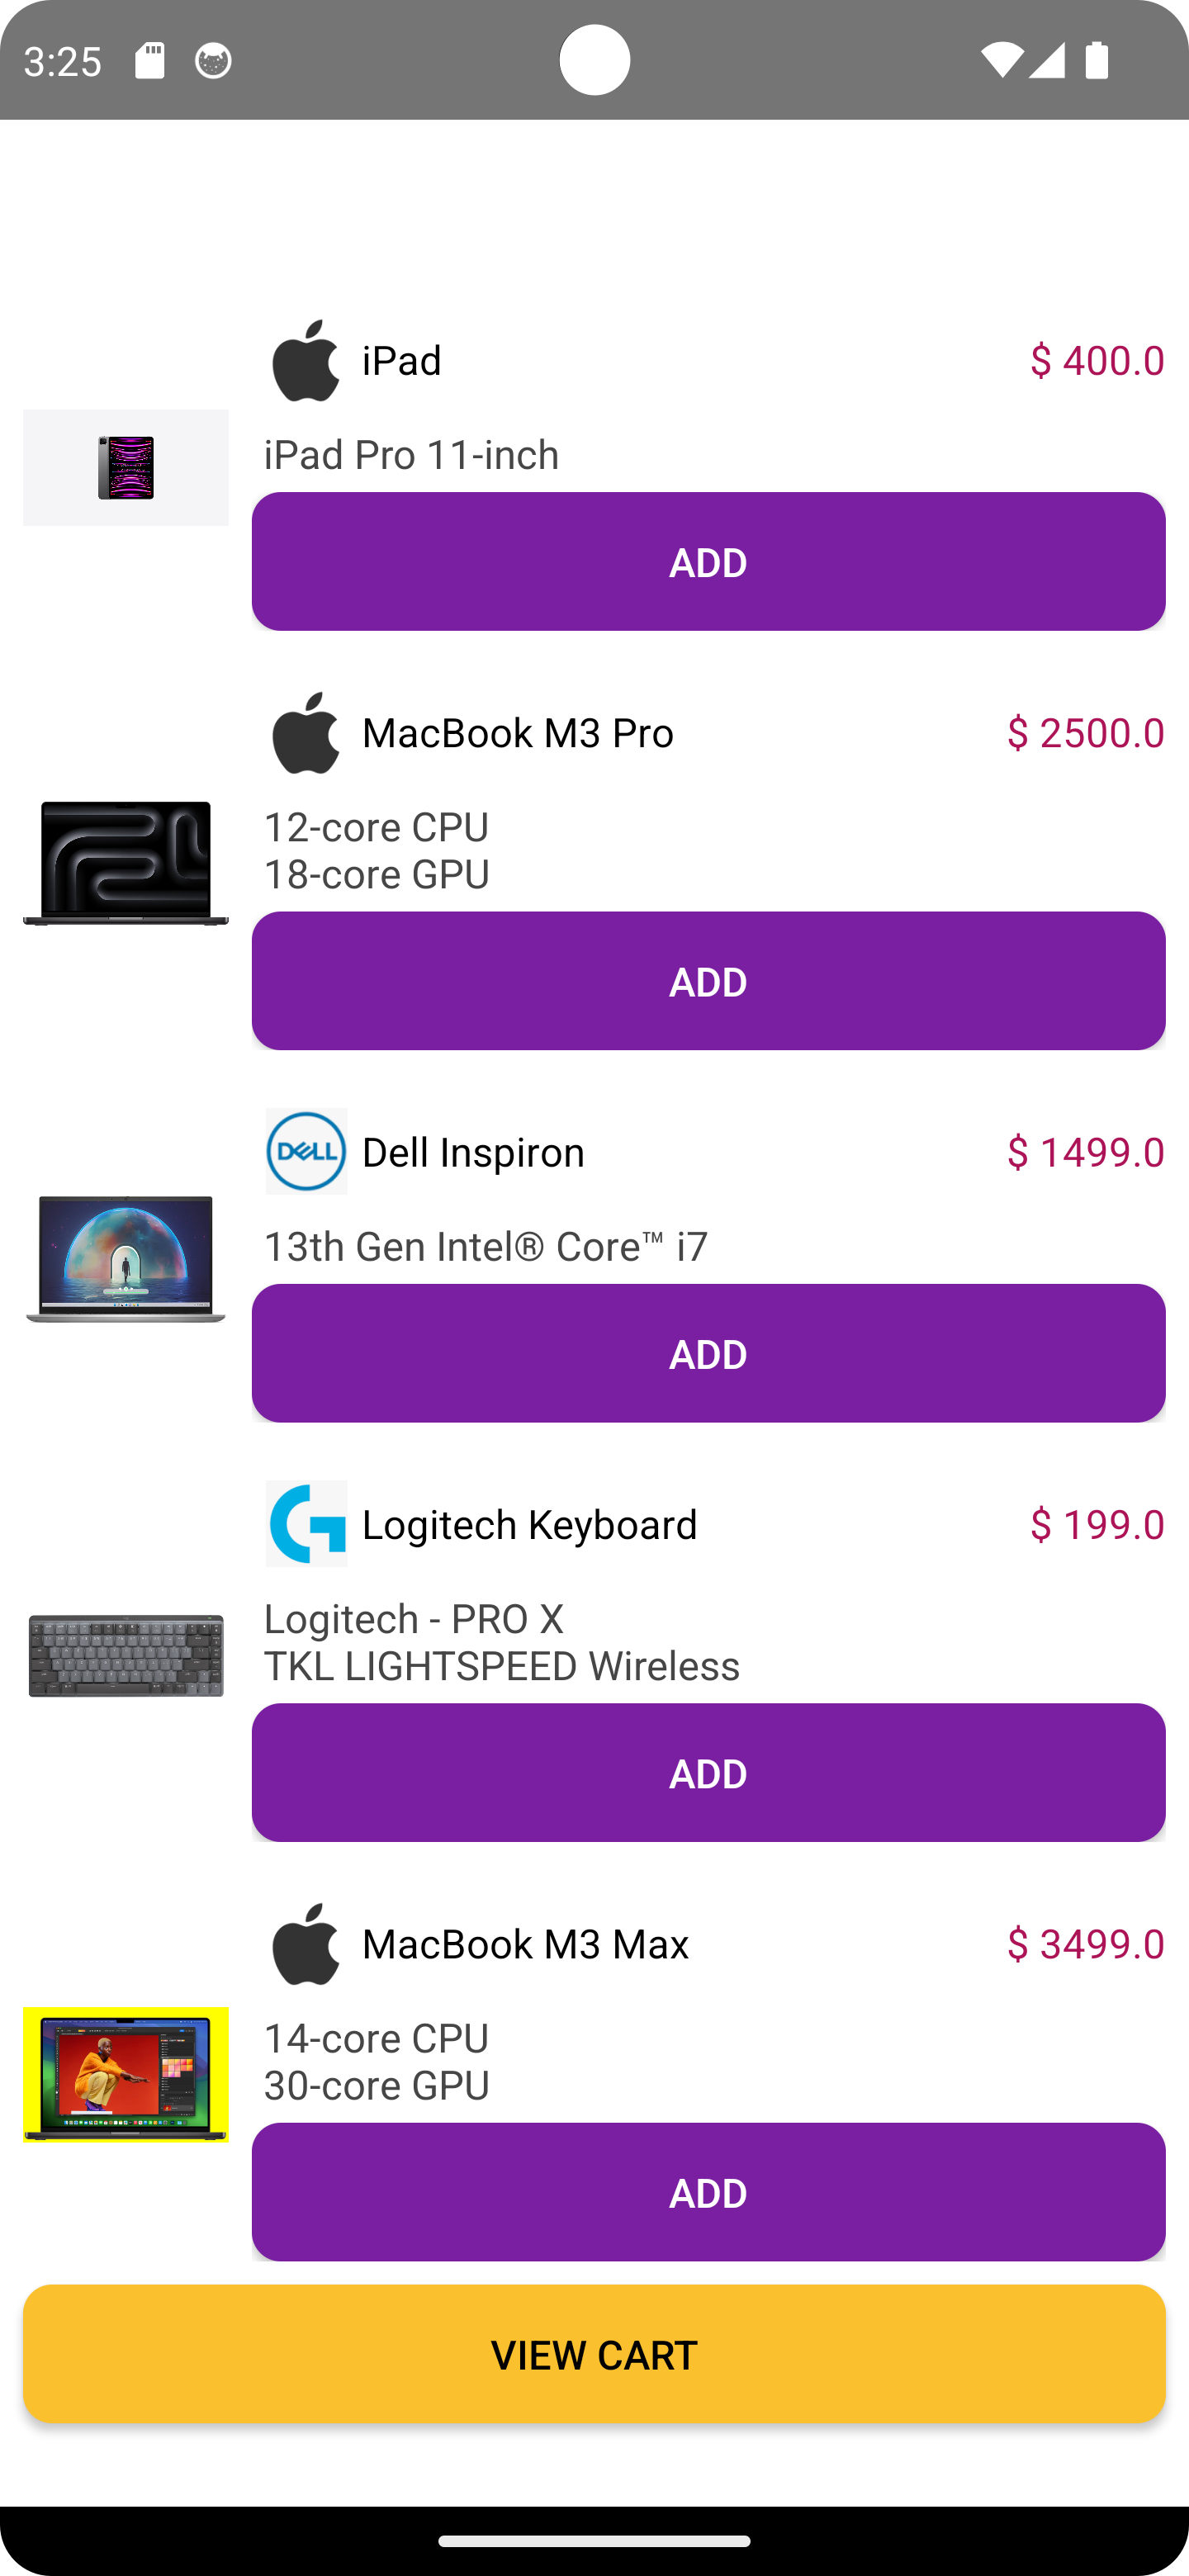 3:25
iPad
$ 400.0
iPad Pro 11-inch
ADD
MacBook M3 Pro
$ 2500.0
12-core CPU
18-core GPU
ADD
DELL
Dell Inspiron
$ 1499.0
13th Gen Intel® Core™ i7
ADD
Logitech Keyboard
$ 199.0
Logitech - PRO X
TKL LIGHTSPEED Wireless
ADD
MacBook M3 Max
$ 3499.0
14-core CPU
30-core GPU
ADD
VIEW CART